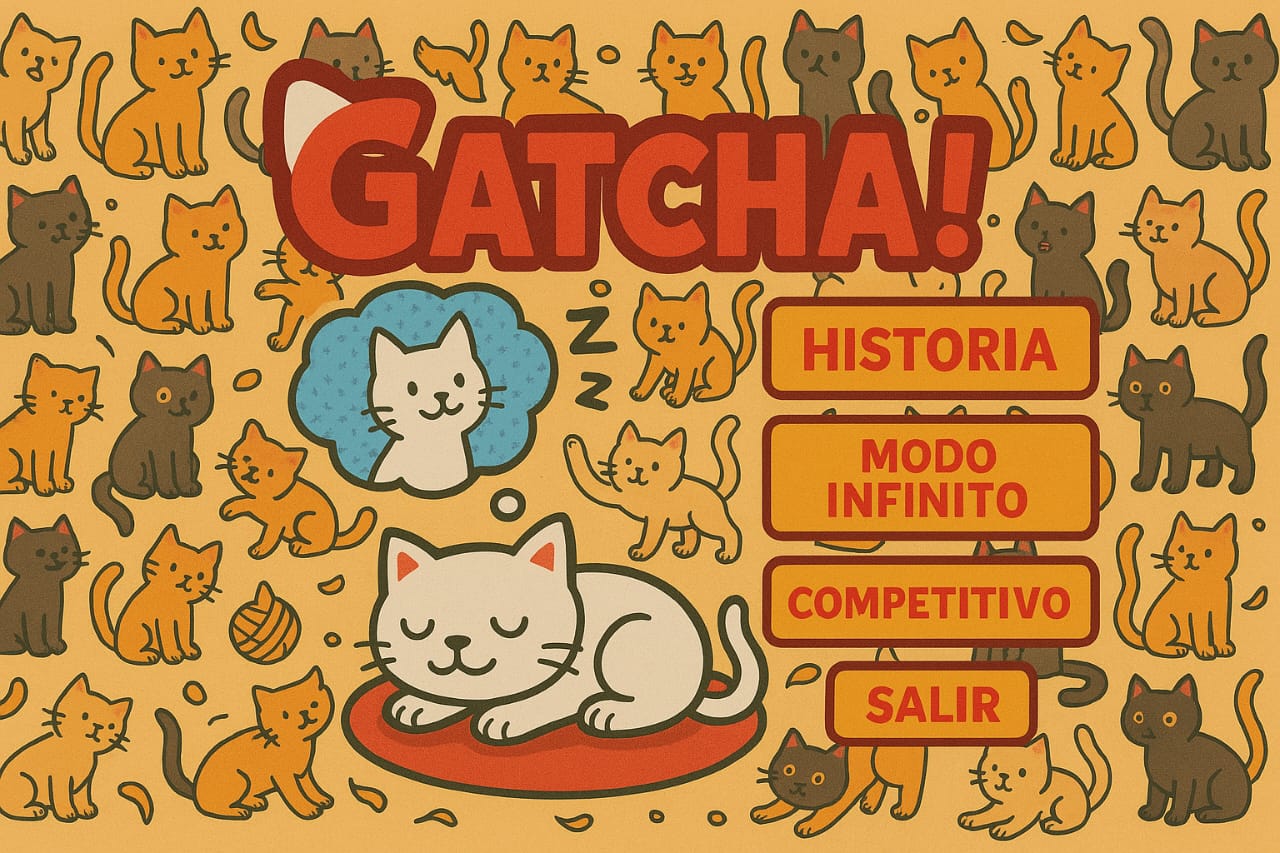 GATCHA!
Z
Z
HISTORIA
MODO
INFINITO
COMPETITIVO
SALIR